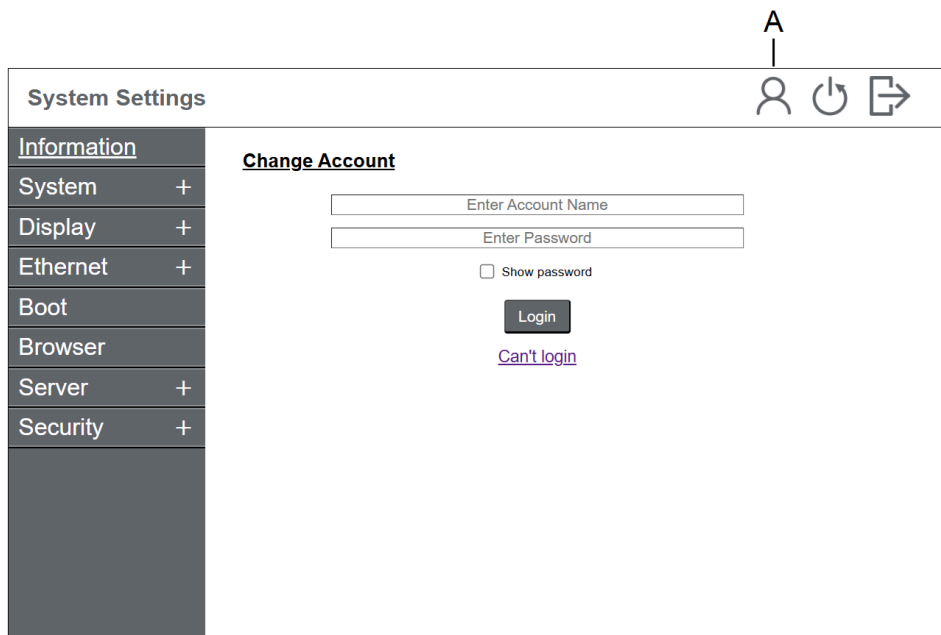 A
System Settings
Information
System +
Display +
Ethernet +
Boot
Browser
Server +
Security +
Change Account
Enter Account Name
Enter Password
Show password
Login
Can't login